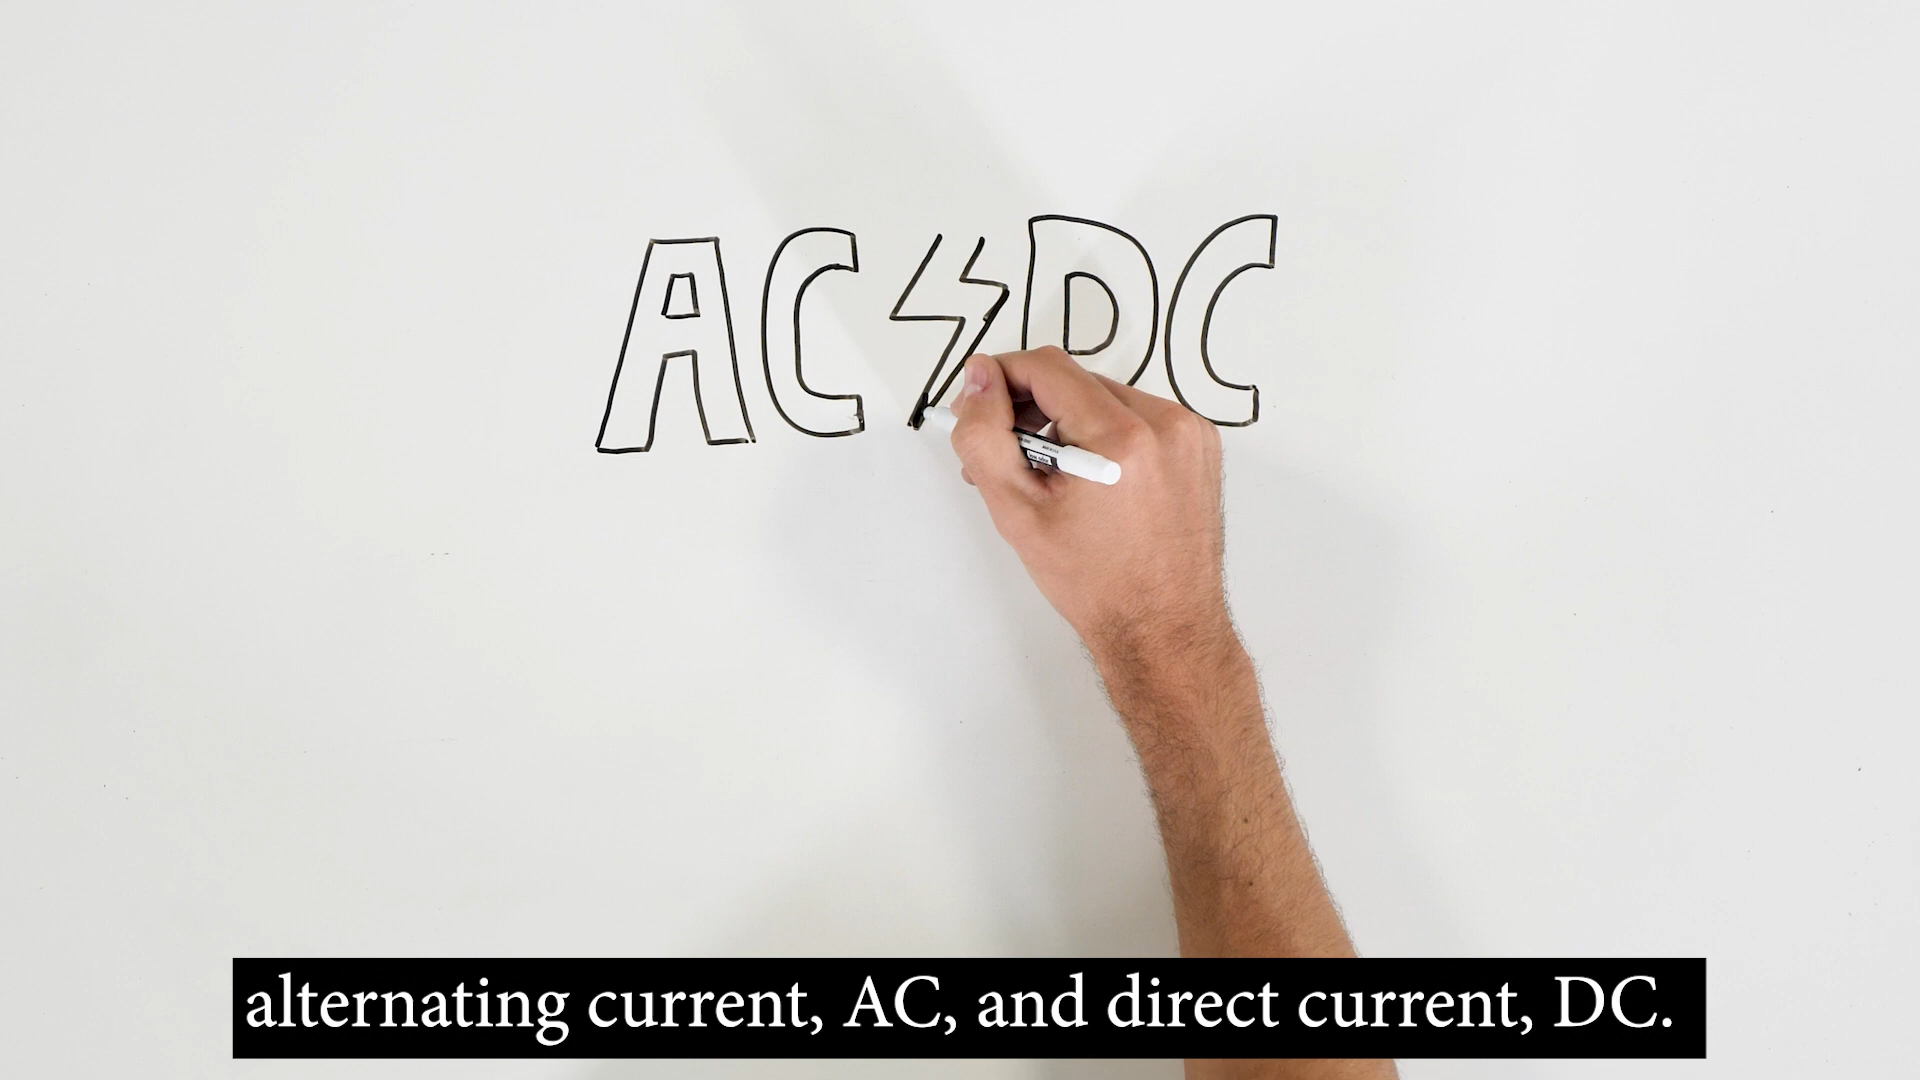 AC⚡DC
alternating current, AC, and direct current, DC.